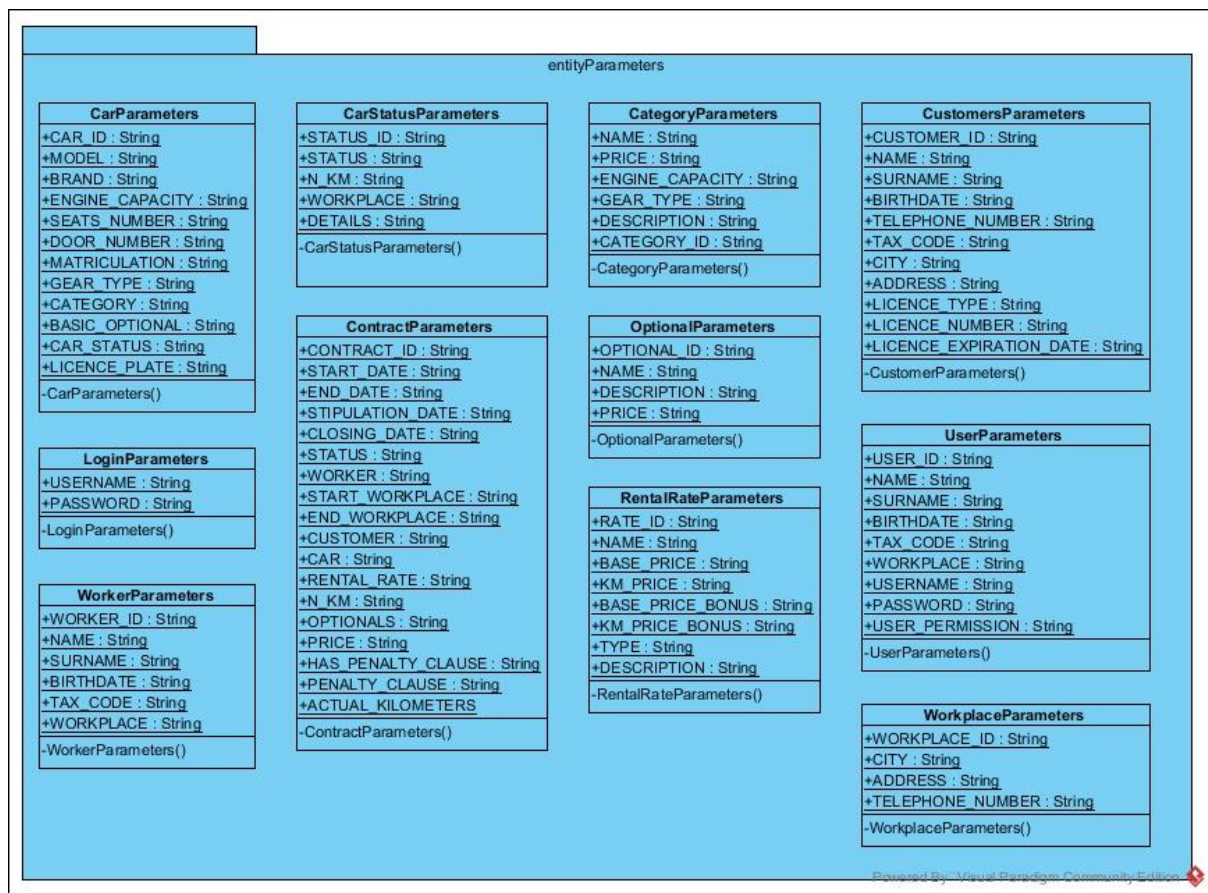 entityParameters
CarParameters
+CAR_ID : String
+MODEL : String
+BRAND : String
+ENGINE_CAPACITY : String
+SEATS_NUMBER : String
+DOOR_NUMBER : String
+MATRICULATION : String
+GEAR_TYPE : String
+CATEGORY : String
+BASIC_OPTIONAL : String
+CAR_STATUS : String
+LICENCE_PLATE : String
-CarParameters()
LoginParameters
+USERNAME : String
+PASSWORD : String
-LoginParameters()
WorkerParameters
+WORKER_ID : String
+NAME : String
+SURNAME : String
+BIRTHDATE : String
+TAX_CODE : String
+WORKPLACE : String
-WorkerParameters()
CarStatusParameters
+STATUS_ID : String
+STATUS : String
+N_KM : String
+WORKPLACE : String
+DETAILS : String
-CarStatusParameters()
ContractParameters
+CONTRACT_ID : String
+START_DATE : String
+END_DATE : String
+STIPULATION_DATE : String
+CLOSING_DATE : String
+STATUS : String
+WORKER : String
+START_WORKPLACE : String
+END_WORKPLACE : String
+CUSTOMER : String
+CAR : String
+RENTAL_RATE : String
+N_KM : String
+OPTIONALS : String
+PRICE : String
+HAS_PENALTY_CLAUSE : String
+PENALTY_CLAUSE : String
+ACTUAL_KILOMETERS
-ContractParameters()
CategoryParameters
+NAME : String
+PRICE : String
+ENGINE_CAPACITY : String
+GEAR_TYPE : String
+DESCRIPTION : String
+CATEGORY_ID : String
-CategoryParameters()
OptionalParameters
+OPTIONAL_ID : String
+NAME : String
+DESCRIPTION : String
+PRICE : String
-OptionalParameters()
RentalRateParameters
+RATE_ID : String
+NAME : String
+BASE_PRICE : String
+KM_PRICE : String
+BASE_PRICE_BONUS : String
+KM_PRICE_BONUS : String
+TYPE : String
+DESCRIPTION : String
-RentalRateParameters()
CustomersParameters
+CUSTOMER_ID : String
+NAME : String
+SURNAME : String
+BIRTHDATE : String
+TELEPHONE_NUMBER : String
+TAX_CODE : String
+CITY : String
+ADDRESS : String
+LICENCE_TYPE : String
+LICENCE_NUMBER : String
+LICENCE_EXPIRATION_DATE : String
-CustomerParameters()
UserParameters
+USER_ID : String
+NAME : String
+SURNAME : String
+BIRTHDATE : String
+TAX_CODE : String
+WORKPLACE : String
+USERNAME : String
+PASSWORD : String
+USER_PERMISSION : String
-UserParameters()
WorkplaceParameters
+WORKPLACE_ID : String
+CITY : String
+ADDRESS : String
+TELEPHONE_NUMBER : String
-WorkplaceParameters()
Powered By Visual Paradigm Community Edition